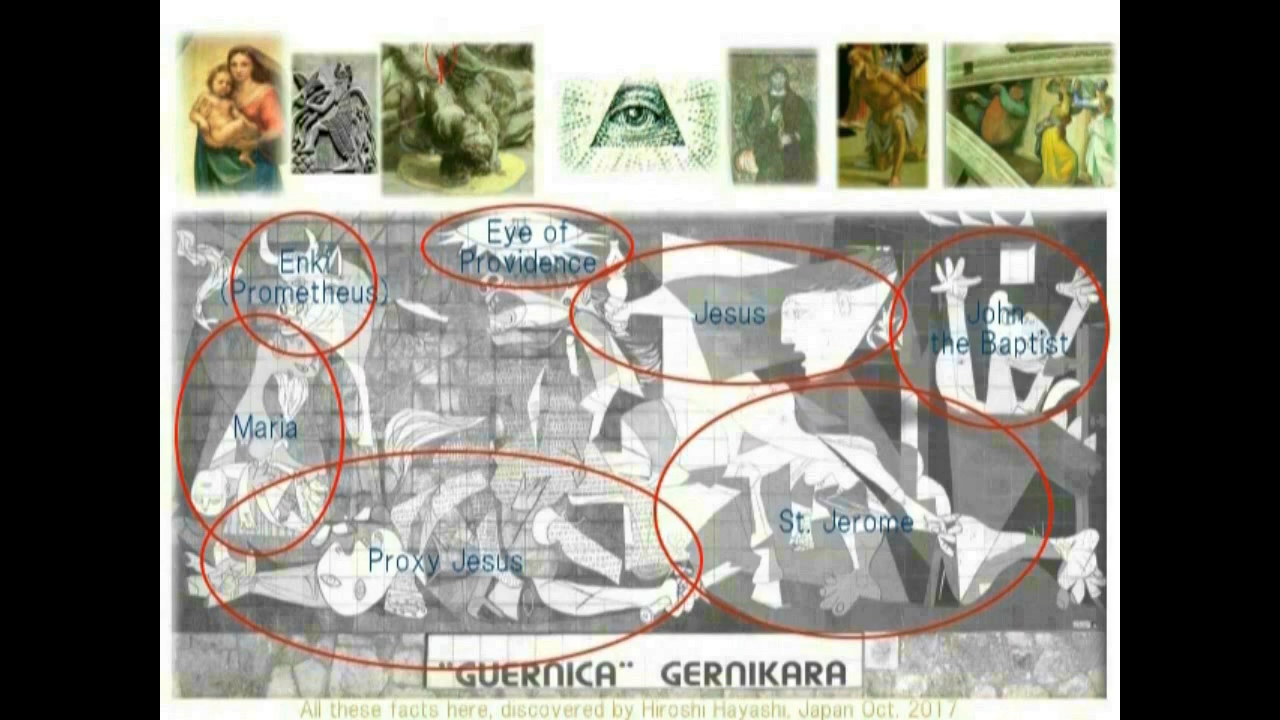 Eye of
Providence
Enki
(Prometheus)
Jesus
John
the Baptist
Maria
St. Jerome
Proxy Jesus
"GUERNICA" GERNIKARA
All these facts here, discovered by Hiroshi Hayashi, Japan Oct. 2017